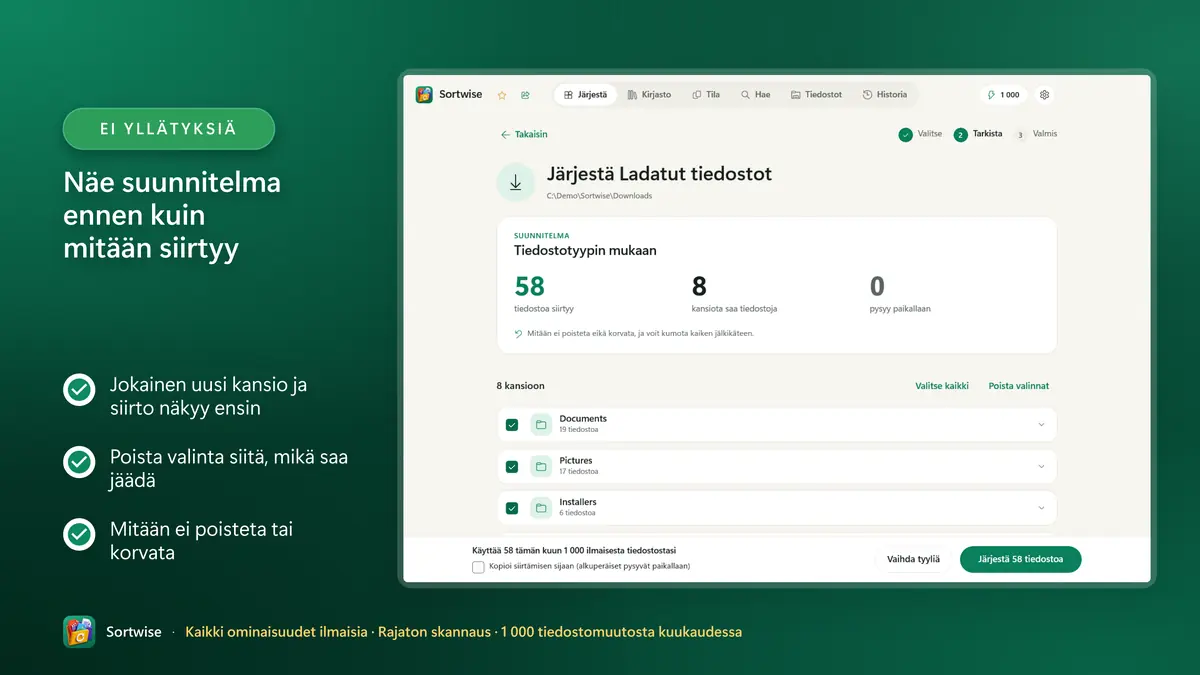 EI YLLÄTYKSIÄ
Näe suunnitelma
ennen kuin
mitään siirtyy
Jokainen uusi kansio ja
siirto näkyy ensin
Poista valinta siitä, mikä saa
jäädä
Mitään ei poisteta tai
korvata
Sortwise
Järjestä
Kirjasto
Tila
Hae
Tiedostot
Historia
1 000
Takaisin
Valitse
2 Tarkista
3 Valmis
Järjestä Ladatut tiedostot
C:\Demo\Sortwise\Downloads
SUUNNITELMA
Tiedostotyypin mukaan
58
tiedostoa siirtyy
8
kansiota saa tiedostoja
0
pysyy paikallaan
Mitään ei poisteta eikä korvata, ja voit kumota kaiken jälkikäteen.
8 kansioon
Valitse kaikki
Poista valinnat
Documents
19 tiedostoa
Pictures
17 tiedostoa
Installers
6 tiedostoa
Käyttää 58 tämän kuun 1 000 ilmaisesta tiedostostasi
Kopioi siirtämisen sijaan (alkuperäiset pysyvät paikallaan)
Vaihda tyyliä
Järjestä 58 tiedostoa
Sortwise · Kaikki ominaisuudet ilmaisia · Rajaton skannaus · 1 000 tiedostomuutosta kuukaudessa